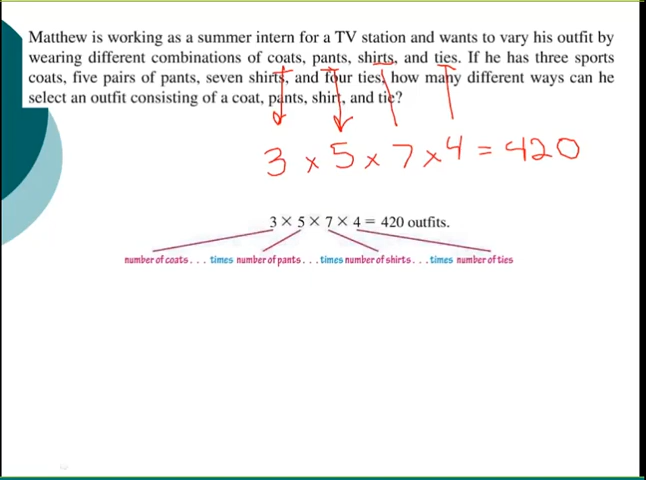 Matthew is working as a summer intern for a TV station and wants to vary his outfit by
wearing different combinations of coats, pants, shirts, and ties. If he has three sports
coats, five pairs of pants, seven shirts, and four ties, how many different ways can he
select an outfit consisting of a coat, pants, shirt, and tie?
3 x 5 x 7 x 4 = 420
3 × 5 × 7 × 4 = 420 outfits.
number of coats . . . times number of pants . . . times number of shirts . . . times number of ties